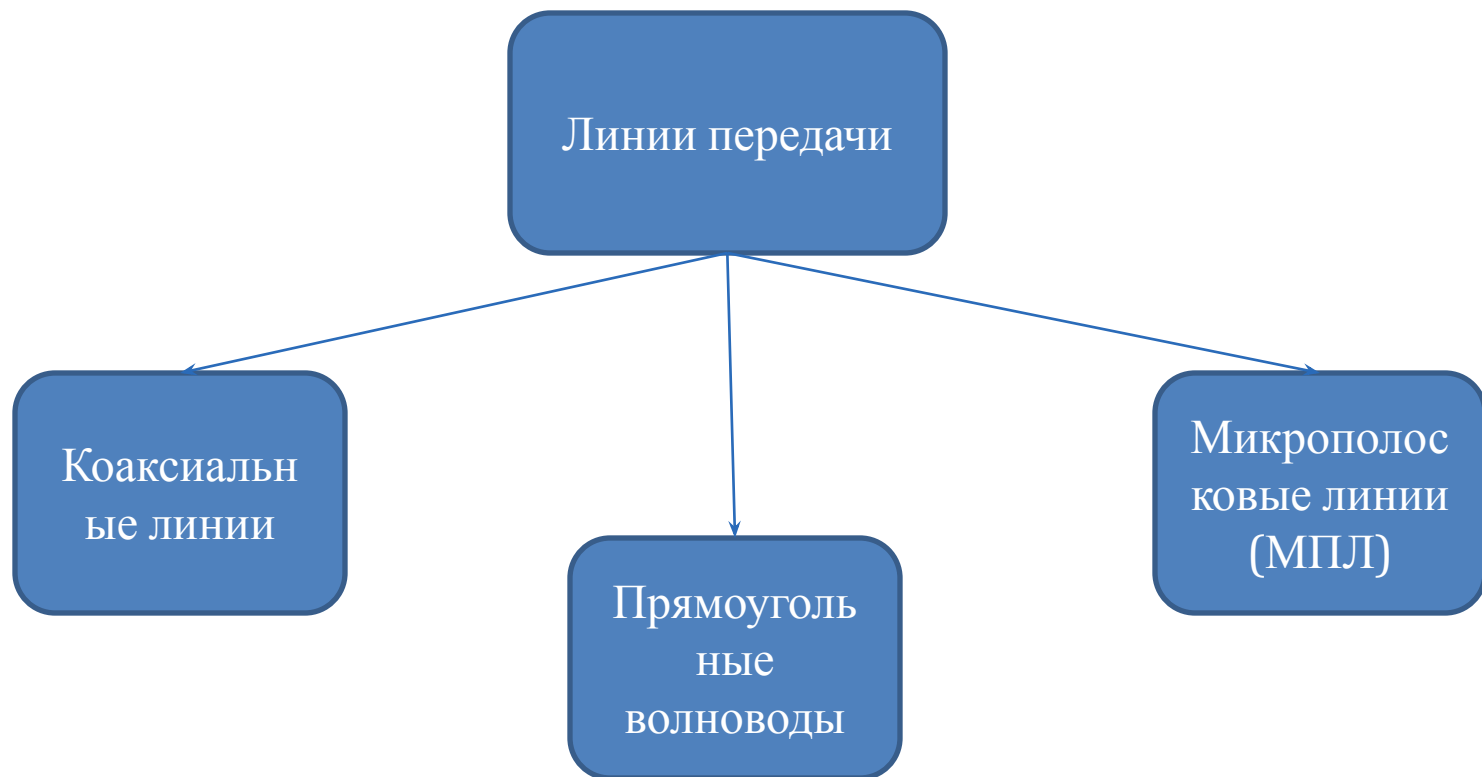 Линии передачи
Коаксиальн
ые линии
Прямоуголь
ные
волноводы
Микрополос
ковые линии
(МПЛ)